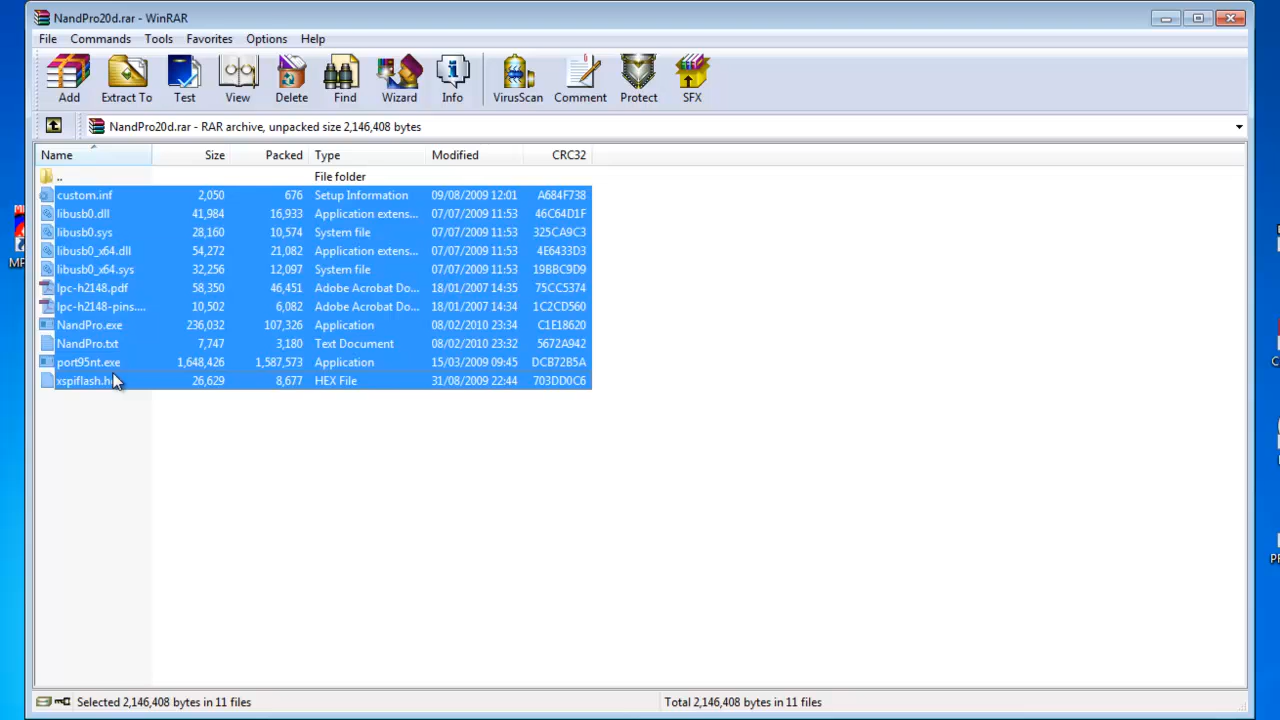 NandPro20d.rar - WinRAR
File Commands Tools Favorites Options Help
Add Extract To Test View Delete Find Wizard Info VirusScan Comment Protect SFX
NandPro20d.rar - RAR archive, unpacked size 2,146,408 bytes
Name Size Packed Type Modified CRC32
.. File folder
custom.inf 2,050 676 Setup Information 09/08/2009 12:01 A684F738
libusb0.dll 41,984 16,933 Application extens... 07/07/2009 11:53 46C64D1F
libusb0.sys 28,160 10,574 System file 07/07/2009 11:53 325CA9C3
libusb0_x64.dll 54,272 21,082 Application extens... 07/07/2009 11:53 4E6433D3
libusb0_x64.sys 32,256 12,097 System file 07/07/2009 11:53 19BBC9D9
lpc-h2148.pdf 58,350 46,451 Adobe Acrobat Do... 18/01/2007 14:35 75CC5374
lpc-h2148-pins.... 10,502 6,082 Adobe Acrobat Do... 18/01/2007 14:34 1C2CD560
NandPro.exe 236,032 107,326 Application 08/02/2010 23:34 C1E18620
NandPro.txt 7,747 3,180 Text Document 08/02/2010 23:32 5672A942
port95nt.exe 1,648,426 1,587,573 Application 15/03/2009 09:45 DCB72B5A
26,629 8,677 HEX File 31/08/2009 22:44 703DD0C6
Selected 2,146,408 bytes in 11 files Total 2,146,408 bytes in 11 files